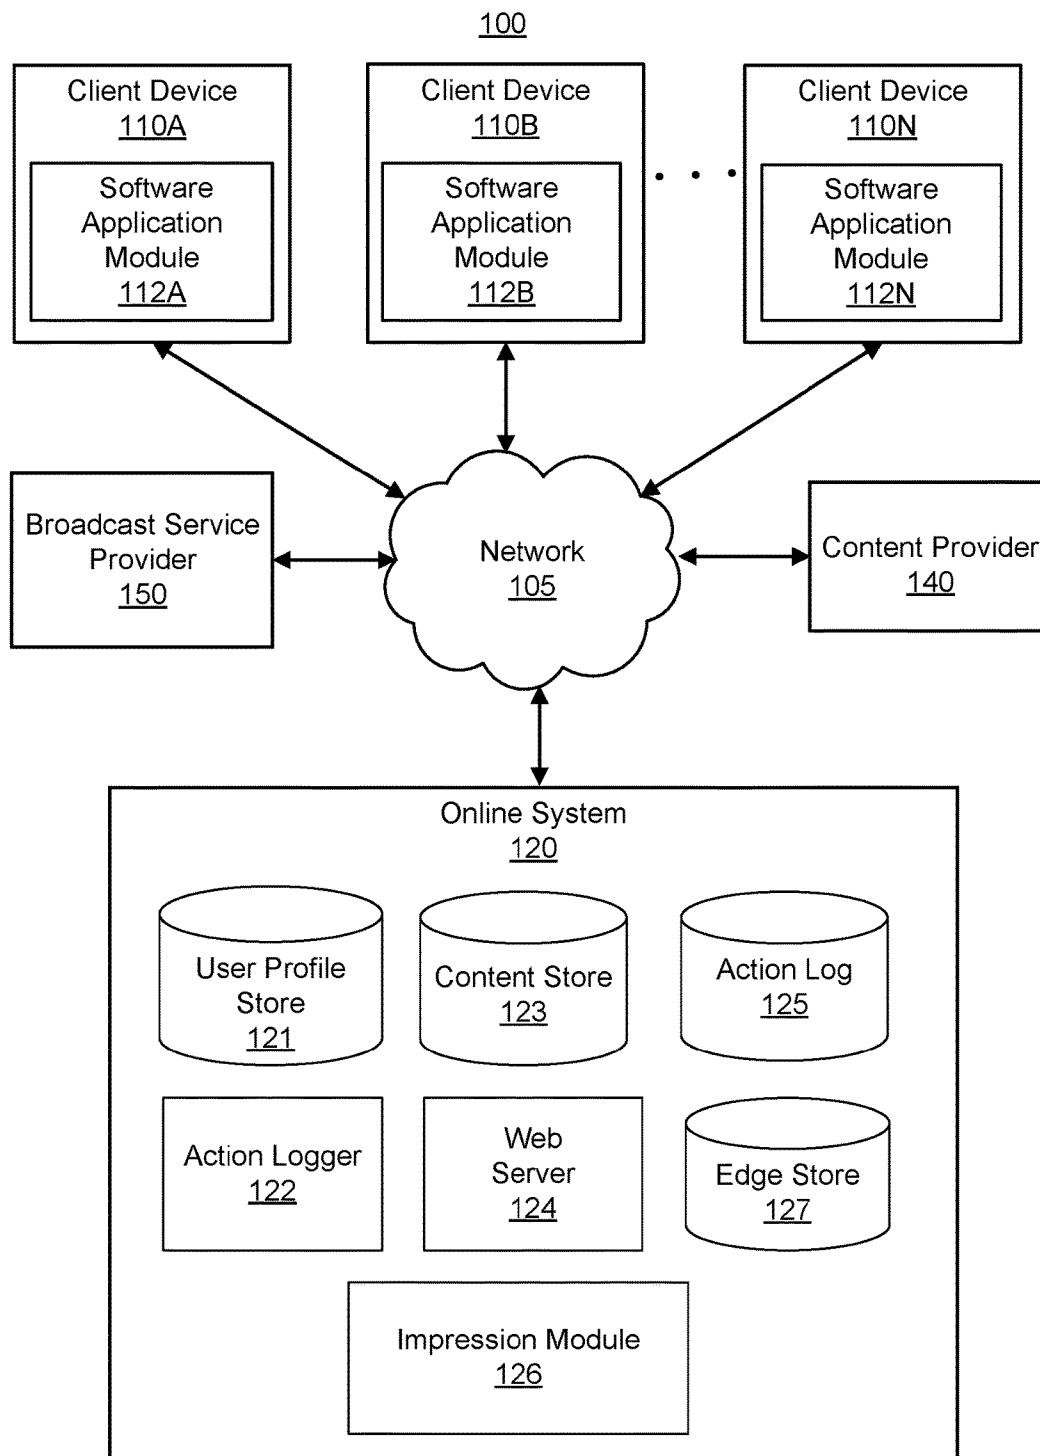 100
Client Device
110A
Software
Application
Module
112A
Client Device
110B
Software
Application
Module
112B
Client Device
110N
Software
Application
Module
112N
Broadcast Service
Provider
150
Network
105
Content Provider
140
Online System
120
User Profile
Store
121
Content Store
123
Action Log
125
Action Logger
122
Web
Server
124
Edge Store
127
Impression Module
126